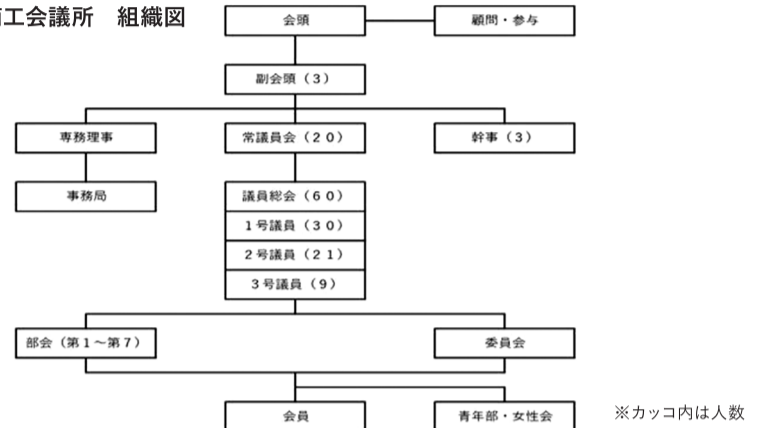 工会議所 組織図
会頭
顧問・参与
副会頭（３）
専務理事
常議員会（２０）
幹事（３）
事務局
議員総会（６０）
１号議員（３０）
２号議員（２１）
３号議員（９）
部会（第１～第７）
委員会
会員
青年部・女性会
※カッコ内は人数